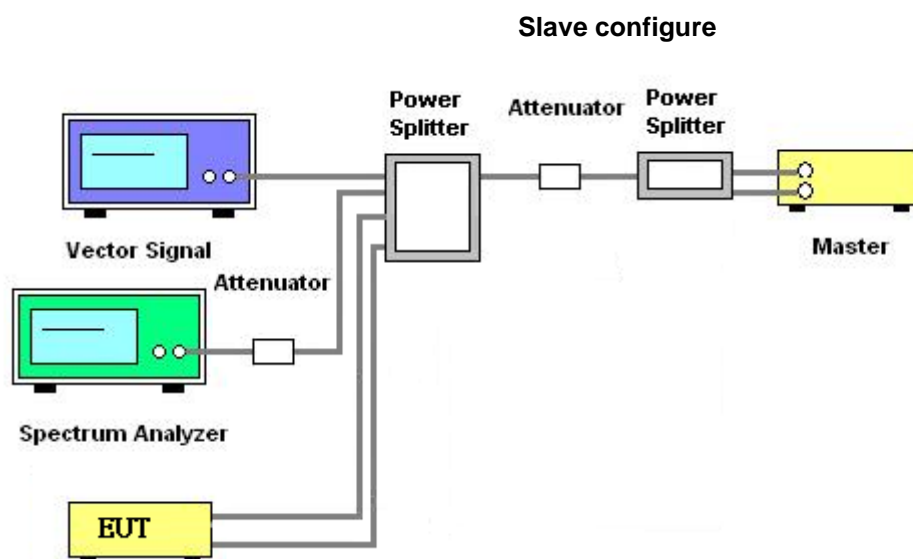 Slave configure
Power
Splitter
Attenuator
Power
Splitter
Vector Signal
Master
Attenuator
Spectrum Analyzer
EUT